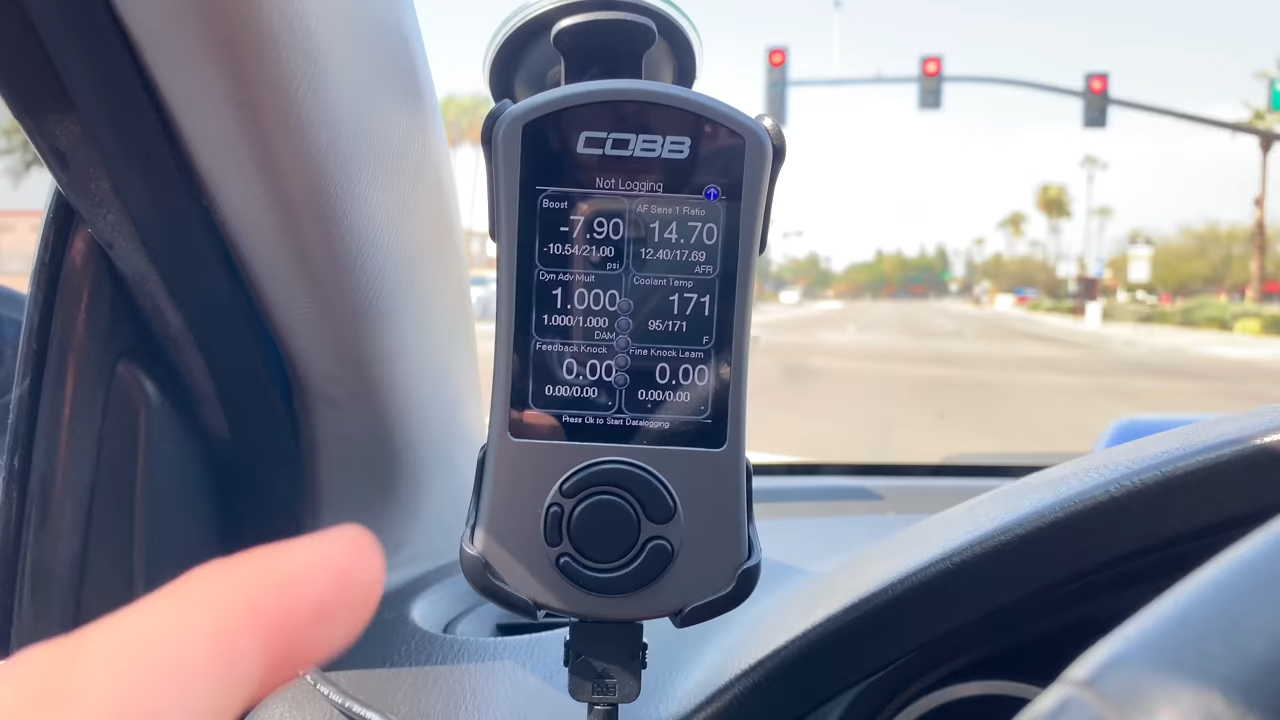 COBB
Not Logging
Boost
-7.90
-10.54/21.00
psi
AF Sens 1 Ratio
14.70
12.40/17.69
AFR
Dyn Adv Mult
1.000
1.000/1.000
DAM
Coolant Temp
171
95/171
F
Feedback Knock
0.00
0.00/0.00
Fine Knock Learn
0.00
0.00/0.00
Press Ok to Start Datalogging